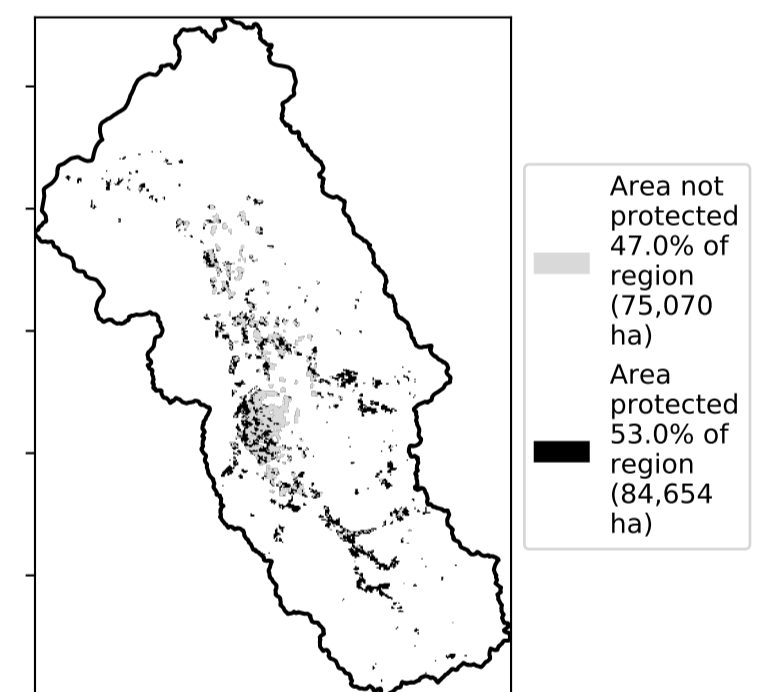 Area not
protected
47.0% of
region
(75,070
ha)
Area
protected
53.0% of
region
(84,654
ha)